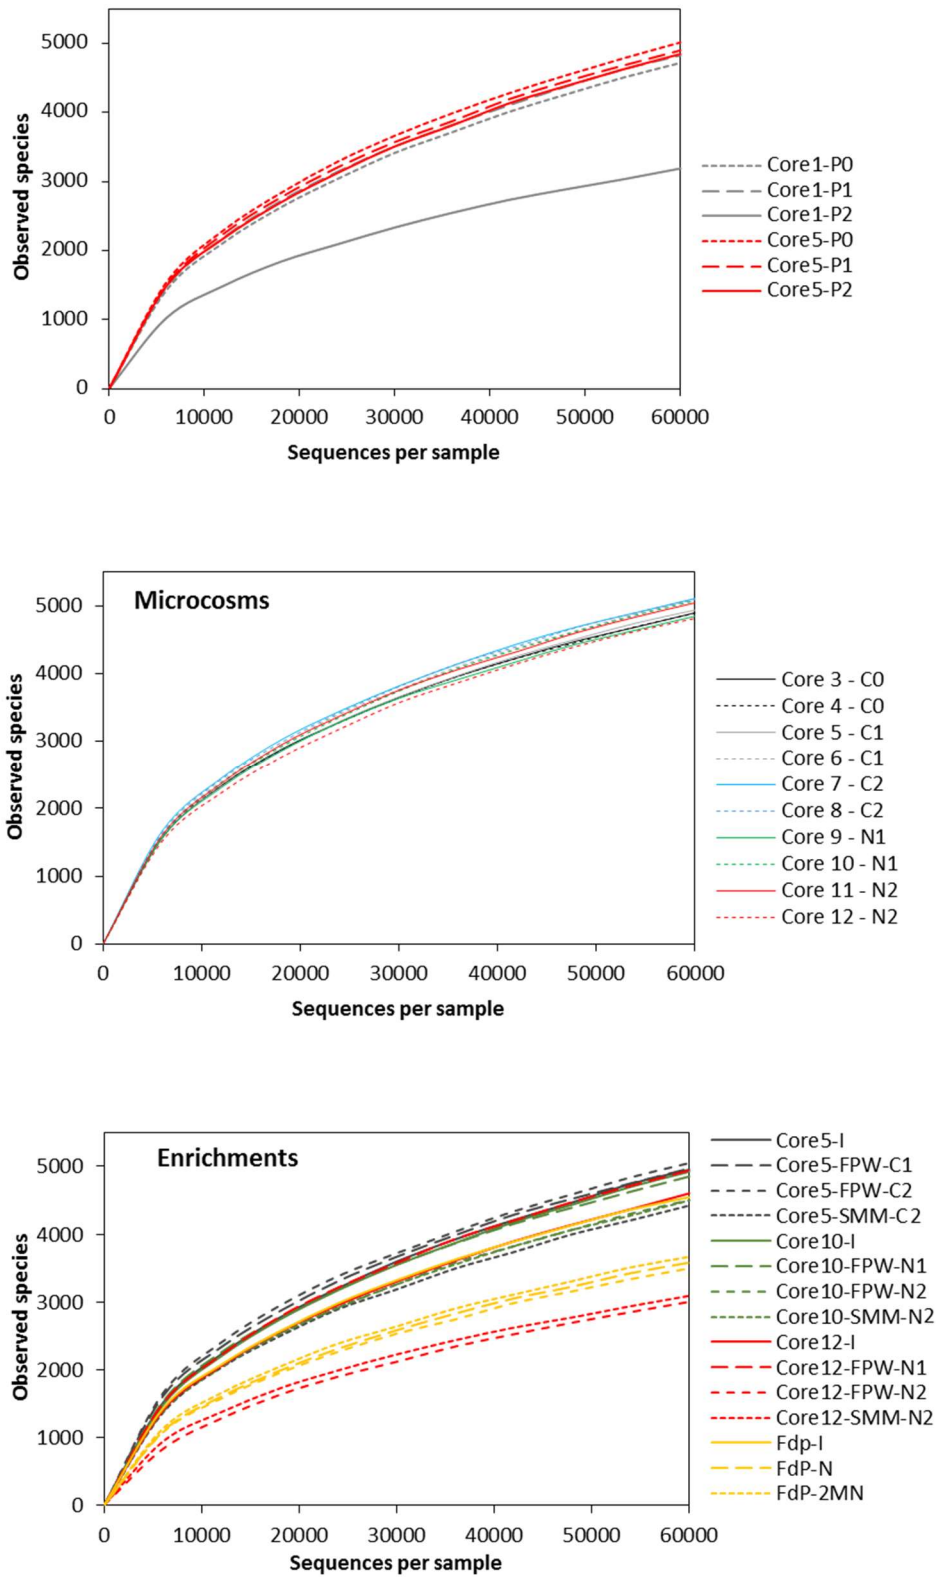 5000
4000
3000
2000
1000
0
Observed species
0 10000 20000 30000 40000 50000 60000
Sequences per sample
Core1-P0
Core1-P1
Core1-P2
Core5-P0
Core5-P1
Core5-P2
Microcosms
5000
4000
3000
2000
1000
0
Observed species
0 10000 20000 30000 40000 50000 60000
Sequences per sample
Core 3 - C0
Core 4 - C0
Core 5 - C1
Core 6 - C1
Core 7 - C2
Core 8 - C2
Core 9 - N1
Core 10 - N1
Core 11 - N2
Core 12 - N2
Enrichments
5000
4000
3000
2000
1000
0
Observed species
0 10000 20000 30000 40000 50000 60000
Sequences per sample
Core5-I
Core5-FPW-C1
Core5-FPW-C2
Core5-SMM-C2
Core10-I
Core10-FPW-N1
Core10-FPW-N2
Core10-SMM-N2
Core12-I
Core12-FPW-N1
Core12-FPW-N2
Core12-SMM-N2
Fdp-I
FdP-N
FdP-2MN